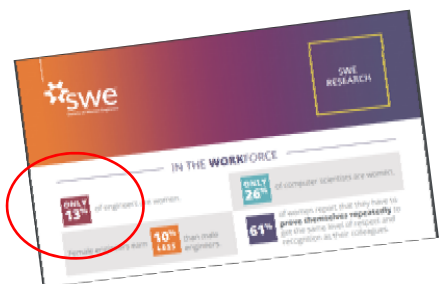 swe
SWE
RESEARCH
IN THE WORKFORCE
ONLY
13%
of engineers are women.
ONLY
26%
of computer scientists are women.
Female engineers earn
10%
LESS
than male
engineers.
61%
of women report that they have to
prove themselves repeatedly to
get the same level of respect and
recognition as their colleagues.